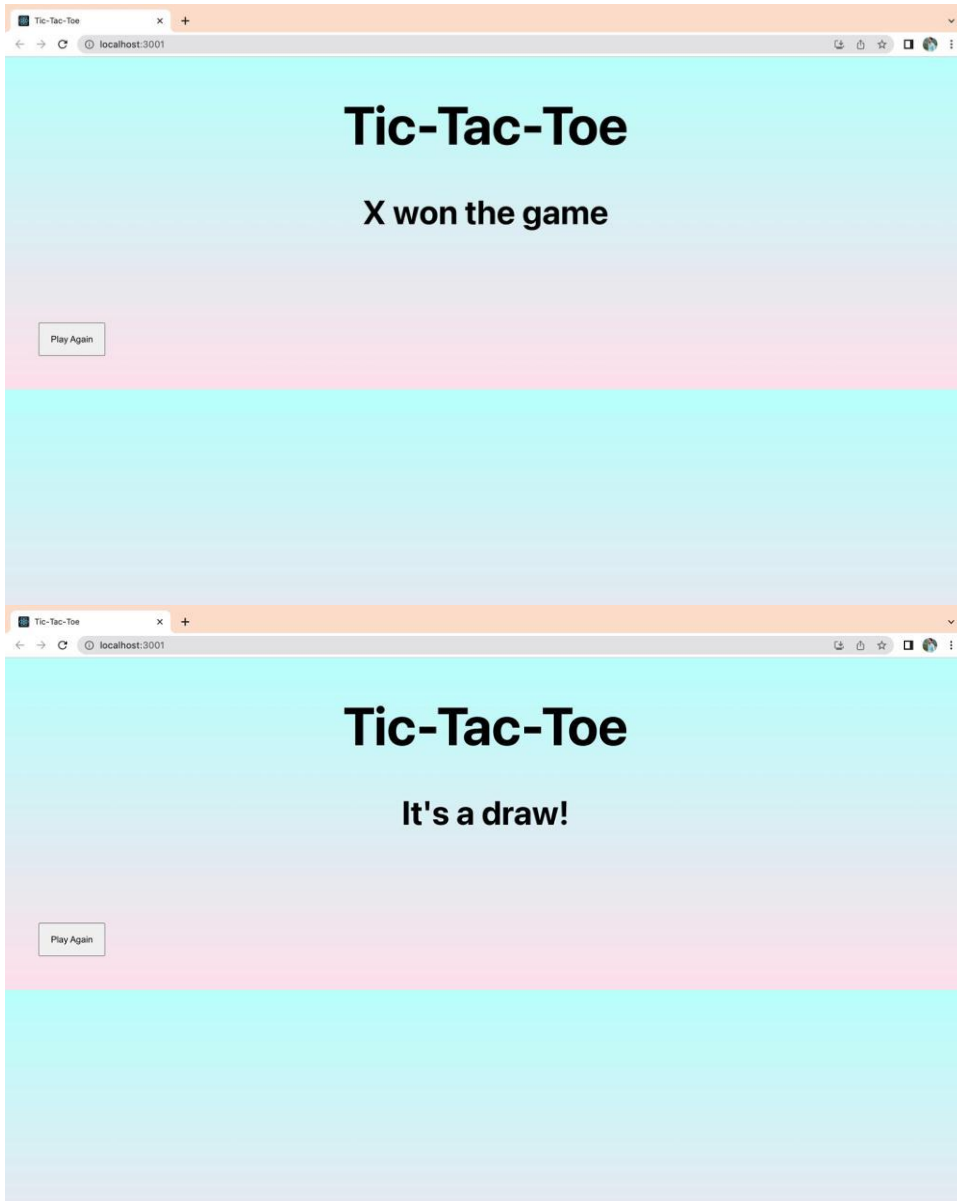 Tic-Tac-Toe
localhost:3001
Tic-Tac-Toe
X won the game
Play Again
Tic-Tac-Toe
localhost:3001
Tic-Tac-Toe
It's a draw!
Play Again